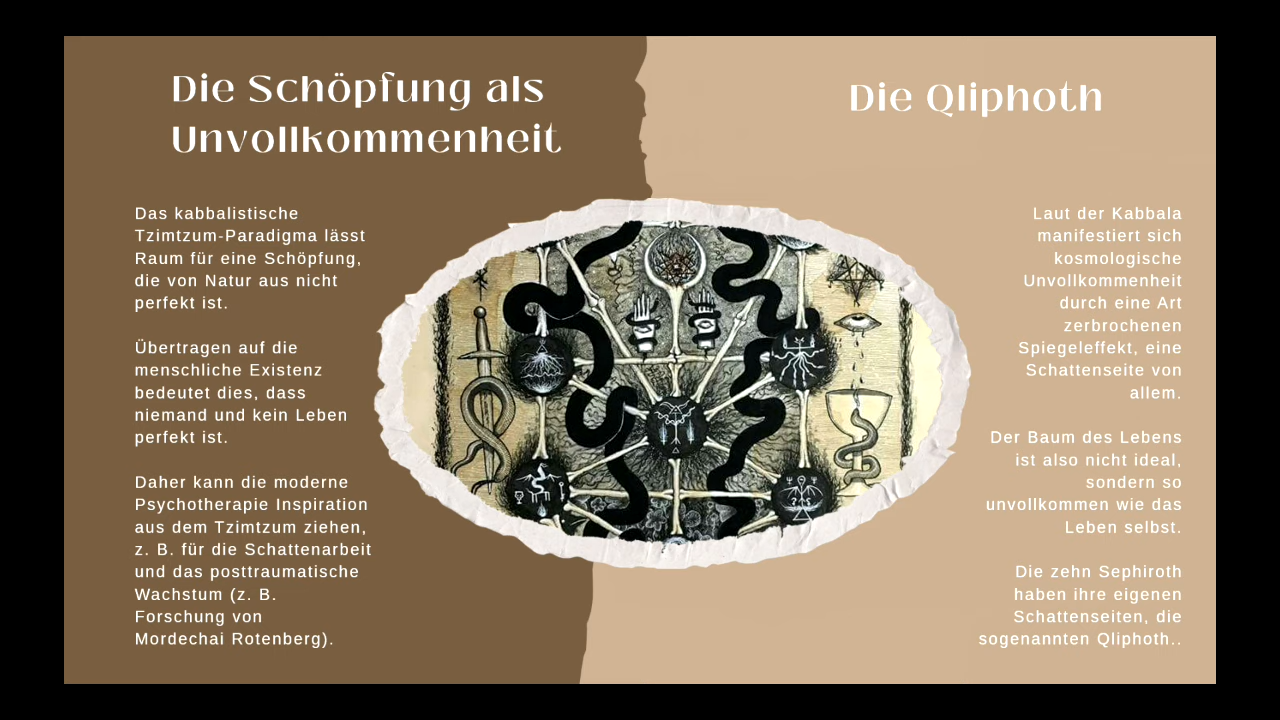 Die Schöpfung als
Unvollkommenheit
Das kabbalistische
Tzimtzum-Paradigma lässt
Raum für eine Schöpfung,
die von Natur aus nicht
perfekt ist.
Übertragen auf die
menschliche Existenz
bedeutet dies, dass
niemand und kein Leben
perfekt ist.
Daher kann die moderne
Psychotherapie Inspiration
aus dem Tzimtzum ziehen,
z. B. für die Schattenarbeit
und das posttraumatische
Wachstum (z. B.
Forschung von
Mordechai Rotenberg).
Die Qliphoth
Laut der Kabbala
manifestiert sich
kosmologische
Unvollkommenheit
durch eine Art
zerbrochenen
Spiegeleffekt, eine
Schattenseite von
allem.
Der Baum des Lebens
ist also nicht ideal,
sondern so
unvollkommen wie das
Leben selbst.
Die zehn Sephiroth
haben ihre eigenen
Schattenseiten, die
sogenannten Qliphoth..